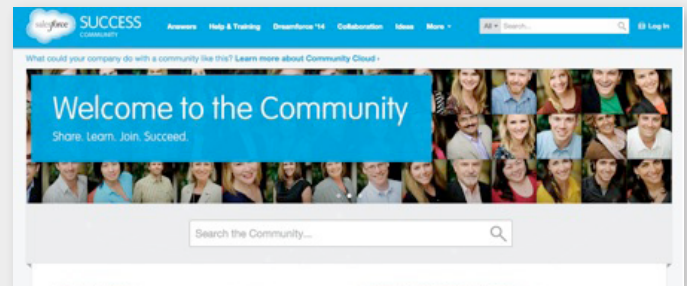 salesforce SUCCESS
COMMUNITY
Answers Help & Training Dreamforce '14 Collaboration Ideas More All Search... Log In
What could your company do with a community like this? Learn more about Community Cloud ›
Welcome to the Community
Share. Learn. Join. Succeed.
Search the Community...